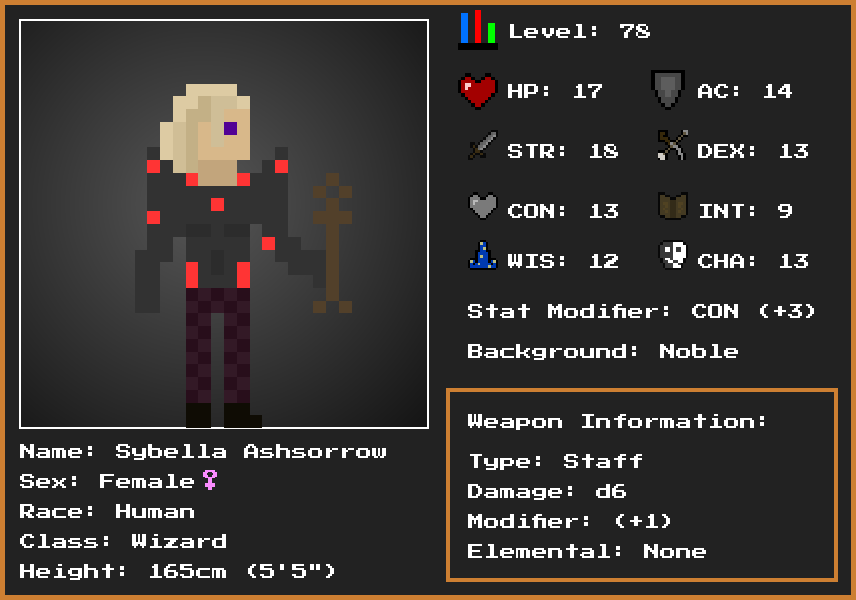 Level: 78
HP: 17
AC: 14
STR: 18
DEX: 13
CON: 13
INT: 9
WIS: 12
CHA: 13
Stat Modifier: CON (+3)
Background: Noble
Weapon Information:
Type: Staff
Damage: d6
Modifier: (+1)
Elemental: None
Name: Sybella Ashsorrow
Sex: Female♀
Race: Human
Class: Wizard
Height: 165cm (5'5")